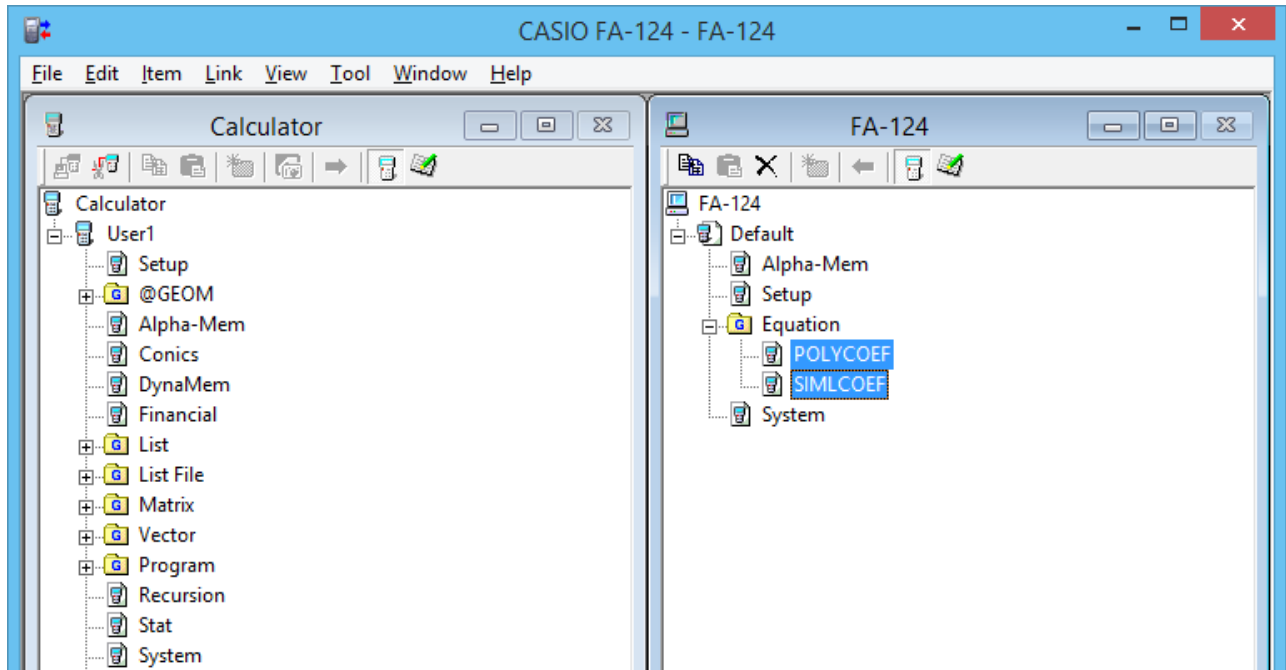 CASIO FA-124 - FA-124
File Edit Item Link View Tool Window Help
Calculator
Calculator
User1
Setup
@GEOM
Alpha-Mem
Conics
DynaMem
Financial
List
List File
Matrix
Vector
Program
Recursion
Stat
System
FA-124
FA-124
Default
Alpha-Mem
Setup
Equation
POLYCOEF
SIMLCOEF
System